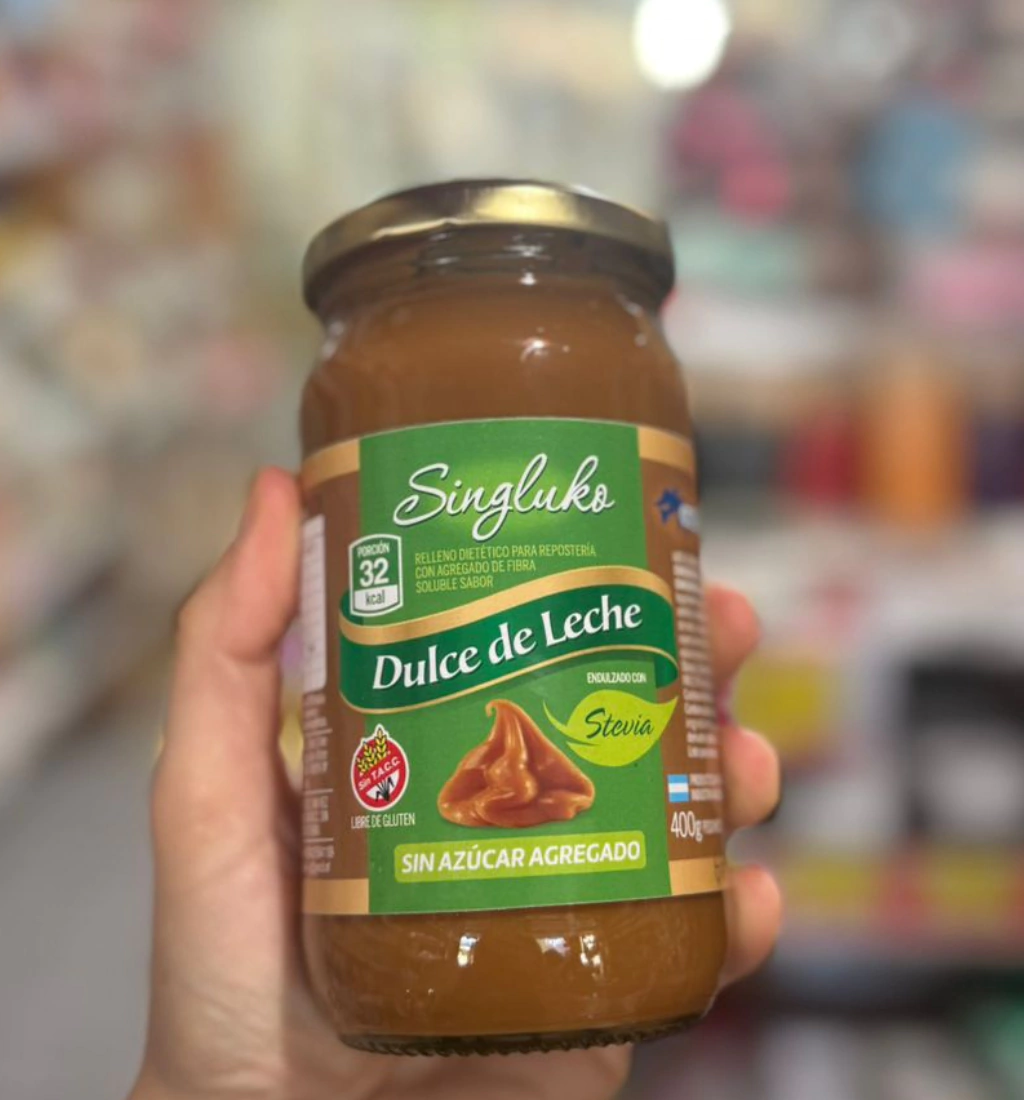 Singluko
PORCIÓN
32
kcal
RELLENO DIETÉTICO PARA REPOSTERÍA
CON AGREGADO DE FIBRA
SOLUBLE SABOR
Dulce de Leche
ENDULZADO CON
Stevia
Sin T.A.C.C.
LIBRE DE GLUTEN
400g
SIN AZÚCAR AGREGADO